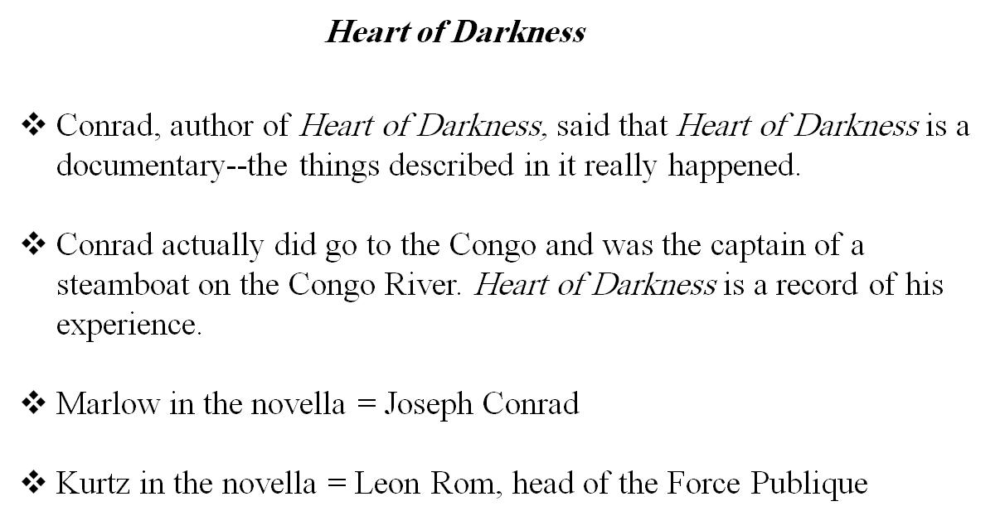 Heart of Darkness
❖ Conrad, author of Heart of Darkness, said that Heart of Darkness is a
documentary--the things described in it really happened.
❖ Conrad actually did go to the Congo and was the captain of a
steamboat on the Congo River. Heart of Darkness is a record of his
experience.
❖ Marlow in the novella = Joseph Conrad
❖ Kurtz in the novella = Leon Rom, head of the Force Publique